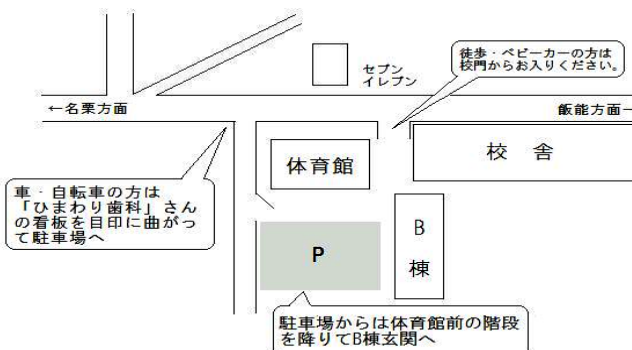 徒歩・ベビーカーの方は
校門からお入りください。
セブン
イレブン
←名栗方面
飯能方面→
体育館
校 舎
車・自転車の方は
「ひまわり歯科」さん
の看板を目印に曲がっ
て駐車場へ
B
棟
P
駐車場からは体育館前の階段
を降りてB棟玄関へ